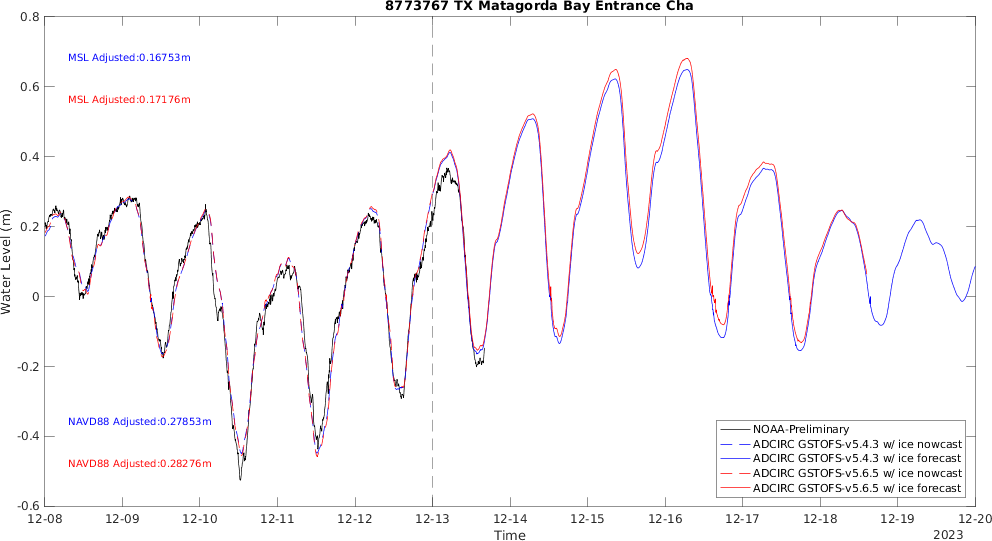 8773767 TX Matagorda Bay Entrance Cha
0.8
0.6
0.4
0.2
0
-0.2
-0.4
-0.6
Water Level (m)
MSL Adjusted:0.16753m
MSL Adjusted:0.17176m
NAVD88 Adjusted:0.27853m
NAVD88 Adjusted:0.28276m
NOAA-Preliminary
ADCIRC GSTOFS-v5.4.3 w/ ice nowcast
ADCIRC GSTOFS-v5.4.3 w/ ice forecast
ADCIRC GSTOFS-v5.6.5 w/ ice nowcast
ADCIRC GSTOFS-v5.6.5 w/ ice forecast
12-08 12-09 12-10 12-11 12-12 12-13 12-14 12-15 12-16 12-17 12-18 12-19 12-20
Time
2023